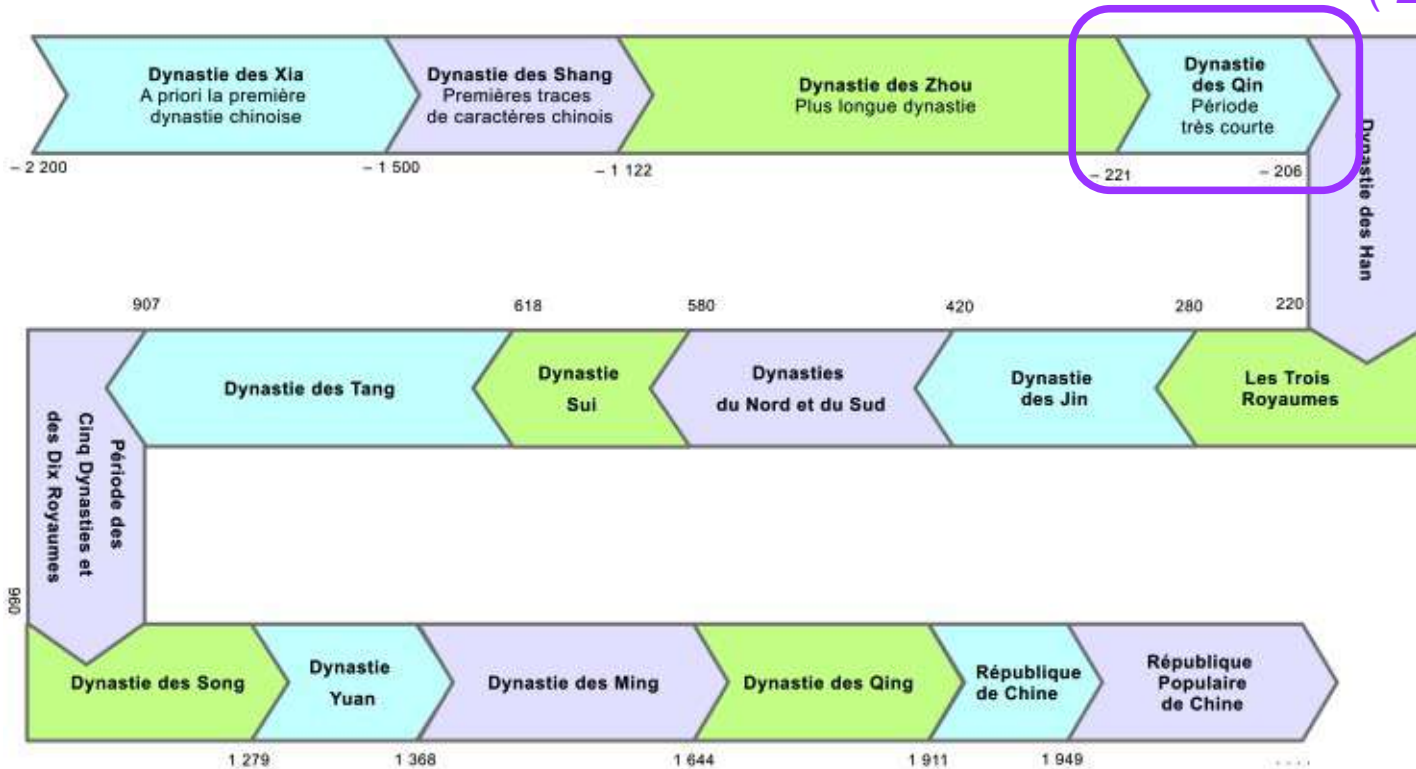 Dynastie des Xia
A priori la première
dynastie chinoise
Dynastie des Shang
Premières traces
de caractères chinois
Dynastie des Zhou
Plus longue dynastie
Dynastie
des Qin
Période
très courte
– 2 200
– 1 500
– 1 122
– 221
– 206
Dynastie des Han
220
280
420
580
618
907
Les Trois
Royaumes
Dynastie
des Jin
Dynasties
du Nord et du Sud
Dynastie
Sui
Dynastie des Tang
Période des
Cinq Dynasties et
des Dix Royaumes
960
Dynastie des Song
Dynastie
Yuan
Dynastie des Ming
Dynastie des Qing
République
de Chine
République
Populaire
de Chine
1 279
1 368
1 644
1 911
1 949
....